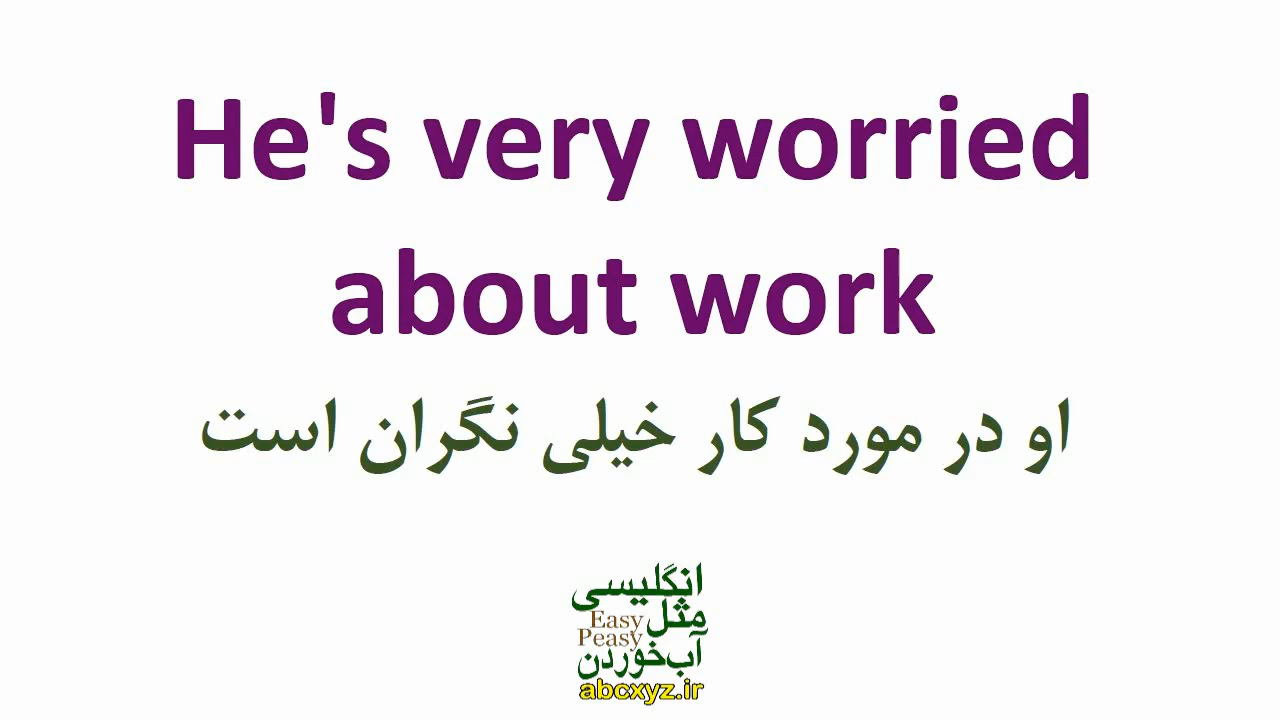 He's very worried
about work
او در مورد کار خیلی نگران است
انگلیسی
مثل
Easy
Peasy
آب‌خوردن
abcxyz.ir